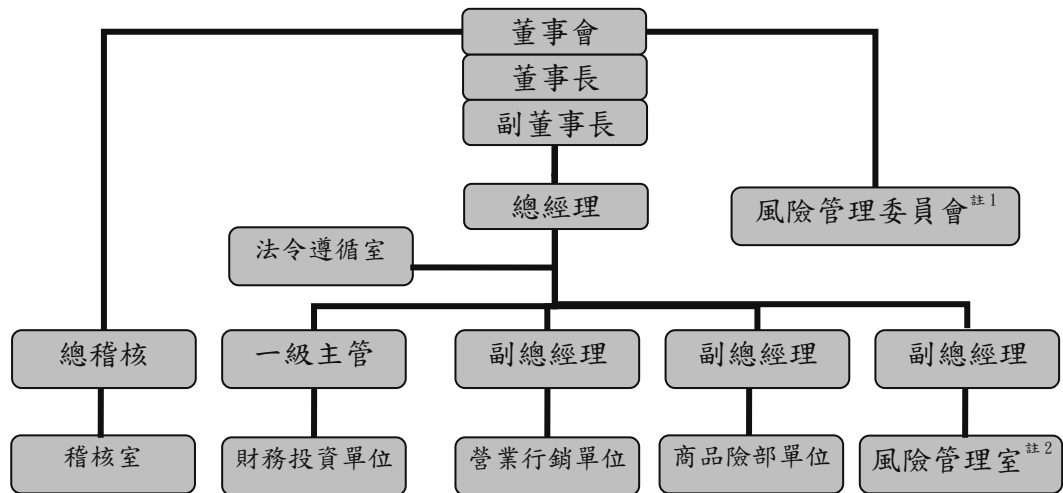 董事會
董事長
副董事長
總經理
風險管理委員會註1
法令遵循室
總稽核
一級主管
副總經理
副總經理
副總經理
稽核室
財務投資單位
營業行銷單位
商品險部單位
風險管理室註2